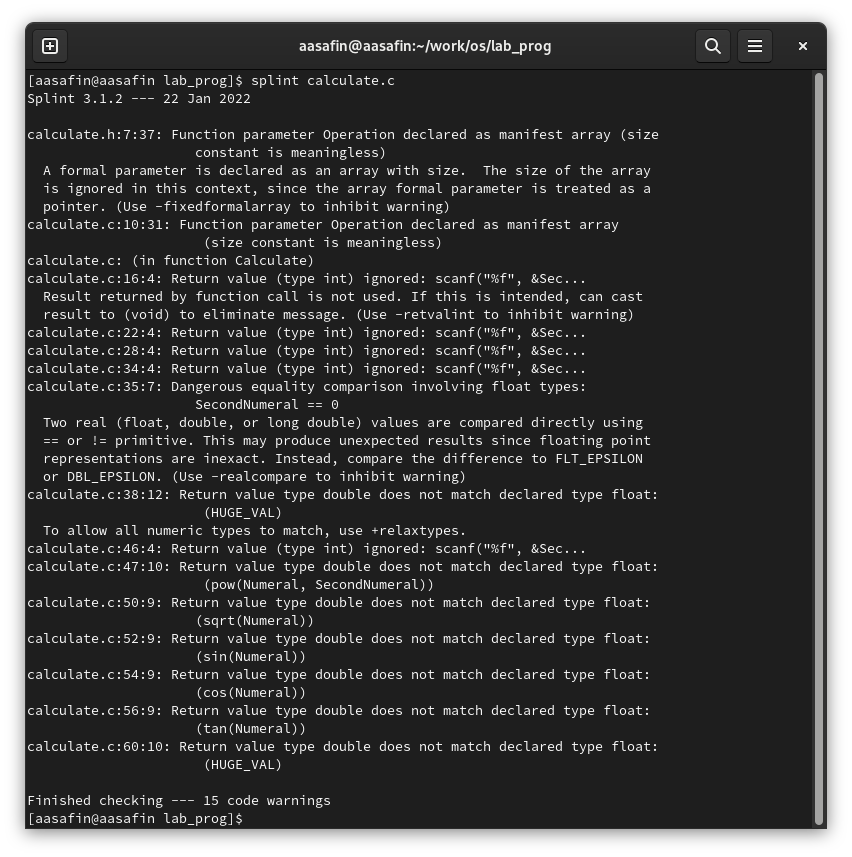 aasafin@aasafin:~/work/os/lab_prog
[aasafin@aasafin lab_prog]$ splint calculate.c
Splint 3.1.2 --- 22 Jan 2022
calculate.h:7:37: Function parameter Operation declared as manifest array (size
constant is meaningless)
A formal parameter is declared as an array with size.  The size of the array
is ignored in this context, since the array formal parameter is treated as a
pointer. (Use -fixedformalarray to inhibit warning)
calculate.c:10:31: Function parameter Operation declared as manifest array
(size constant is meaningless)
calculate.c: (in function Calculate)
calculate.c:16:4: Return value (type int) ignored: scanf("%f", &Sec...
Result returned by function call is not used. If this is intended, can cast
result to (void) to eliminate message. (Use -retvalint to inhibit warning)
calculate.c:22:4: Return value (type int) ignored: scanf("%f", &Sec...
calculate.c:28:4: Return value (type int) ignored: scanf("%f", &Sec...
calculate.c:34:4: Return value (type int) ignored: scanf("%f", &Sec...
calculate.c:35:7: Dangerous equality comparison involving float types:
SecondNumeral == 0
Two real (float, double, or long double) values are compared directly using
== or != primitive. This may produce unexpected results since floating point
representations are inexact. Instead, compare the difference to FLT_EPSILON
or DBL_EPSILON. (Use -realcompare to inhibit warning)
calculate.c:38:12: Return value type double does not match declared type float:
(HUGE_VAL)
To allow all numeric types to match, use +relaxtypes.
calculate.c:46:4: Return value (type int) ignored: scanf("%f", &Sec...
calculate.c:47:10: Return value type double does not match declared type float:
(pow(Numeral, SecondNumeral))
calculate.c:50:9: Return value type double does not match declared type float:
(sqrt(Numeral))
calculate.c:52:9: Return value type double does not match declared type float:
(sin(Numeral))
calculate.c:54:9: Return value type double does not match declared type float:
(cos(Numeral))
calculate.c:56:9: Return value type double does not match declared type float:
(tan(Numeral))
calculate.c:60:10: Return value type double does not match declared type float:
(HUGE_VAL)
Finished checking --- 15 code warnings
[aasafin@aasafin lab_prog]$